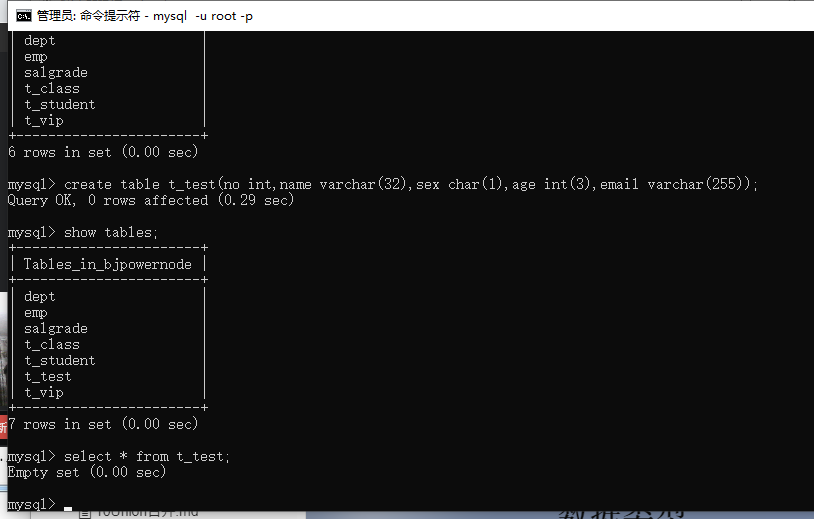 管理员: 命令提示符 - mysql  -u root -p
| dept                  |
| emp                   |
| salgrade              |
| t_class               |
| t_student             |
| t_vip                 |
+-----------------------+
6 rows in set (0.00 sec)
mysql> create table t_test(no int,name varchar(32),sex char(1),age int(3),email varchar(255));
Query OK, 0 rows affected (0.29 sec)
mysql> show tables;
+-----------------------+
| Tables_in_bjpowernode |
+-----------------------+
| dept                  |
| emp                   |
| salgrade              |
| t_class               |
| t_student             |
| t_test                |
| t_vip                 |
+-----------------------+
7 rows in set (0.00 sec)
mysql> select * from t_test;
Empty set (0.00 sec)
mysql>